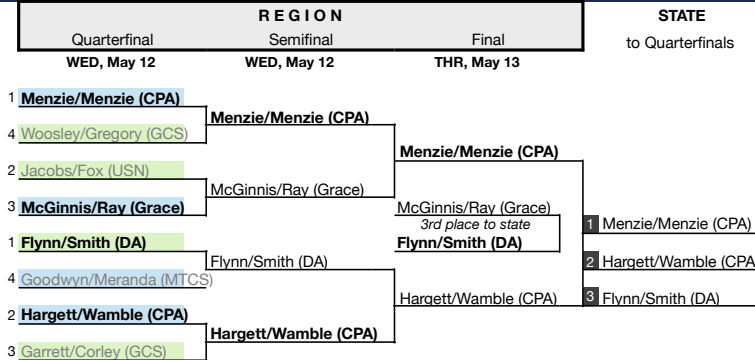 REGION
STATE
Quarterfinal
Semifinal
Final
to Quarterfinals
WED, May 12
WED, May 12
THR, May 13
1 Menzie/Menzie (CPA)
Menzie/Menzie (CPA)
4 Woosley/Gregory (GCS)
Menzie/Menzie (CPA)
2 Jacobs/Fox (USN)
McGinnis/Ray (Grace)
3 McGinnis/Ray (Grace)
McGinnis/Ray (Grace)
3rd place to state
1 Menzie/Menzie (CPA)
1 Flynn/Smith (DA)
Flynn/Smith (DA)
Flynn/Smith (DA)
2 Hargett/Wamble (CPA
4 Goodwyn/Meranda (MTCS)
Hargett/Wamble (CPA)
3 Flynn/Smith (DA)
2 Hargett/Wamble (CPA)
Hargett/Wamble (CPA)
3 Garrett/Corley (GCS)